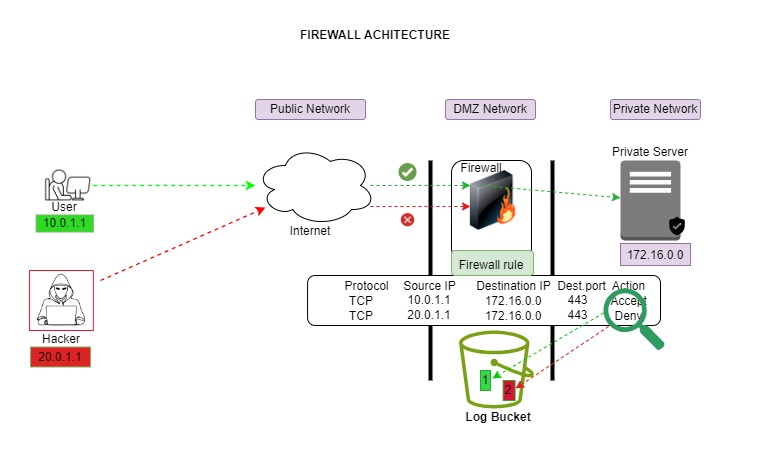 FIREWALL ACHITECTURE
Public Network
DMZ Network
Private Network
Private Server
Firewall
User
10.0.1.1
Internet
172.16.0.0
Firewall rule
Protocol Source IP Destination IP Dest.port Action
TCP 10.0.1.1 172.16.0.0 443 Accept
TCP 20.0.1.1 172.16.0.0 443 Deny
Hacker
20.0.1.1
1
2
Log Bucket